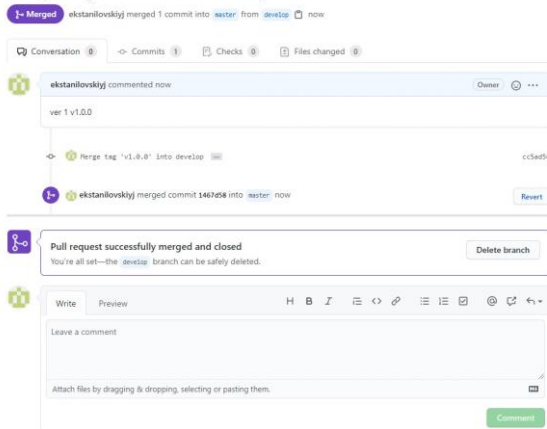 Merged ekstanilovskiyj merged 1 commit into master from develop now
Conversation 0 Commits 1 Checks 0 Files changed 0
ekstanilovskiyj commented now Owner
ver 1 v1.0.0
Merge tag 'v1.0.0' into develop cc5ad5
ekstanilovskiyj merged commit 1467d58 into master now Revert
Pull request successfully merged and closed
You're all set—the develop branch can be safely deleted.
Delete branch
Write Preview H B I
Leave a comment
Attach files by dragging & dropping, selecting or pasting them.
Comment